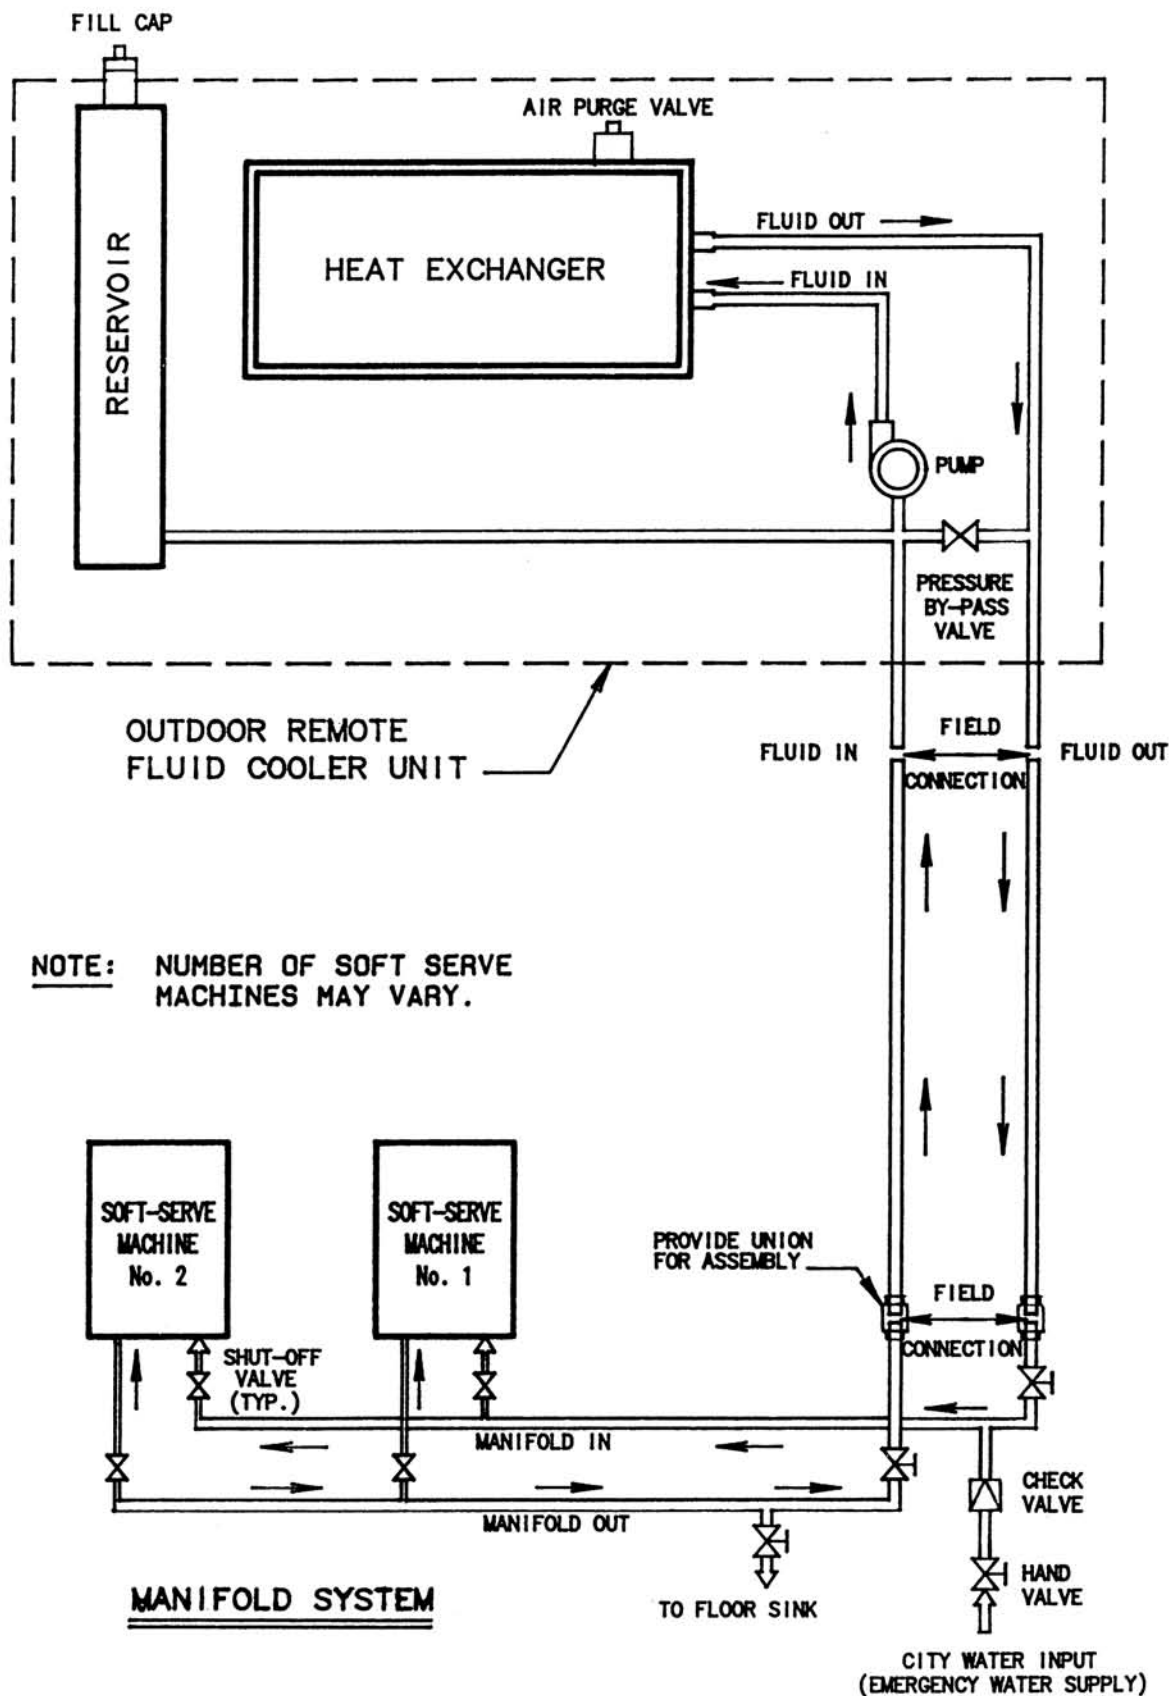 FILL CAP
AIR PURGE VALVE
FLUID OUT
RESERVOIR
HEAT EXCHANGER
FLUID IN
PUMP
PRESSURE
BY-PASS
VALVE
OUTDOOR REMOTE
FLUID COOLER UNIT
FIELD
FLUID IN
FLUID OUT
CONNECTION
NOTE: NUMBER OF SOFT SERVE
MACHINES MAY VARY.
SOFT-SERVE
MACHINE
No. 2
SOFT-SERVE
MACHINE
No. 1
PROVIDE UNION
FOR ASSEMBLY
FIELD
CONNECTION
SHUT-OFF
VALVE
(TYP.)
MANIFOLD IN
MANIFOLD OUT
CHECK
VALVE
HAND
VALVE
MANIFOLD SYSTEM
TO FLOOR SINK
CITY WATER INPUT
(EMERGENCY WATER SUPPLY)